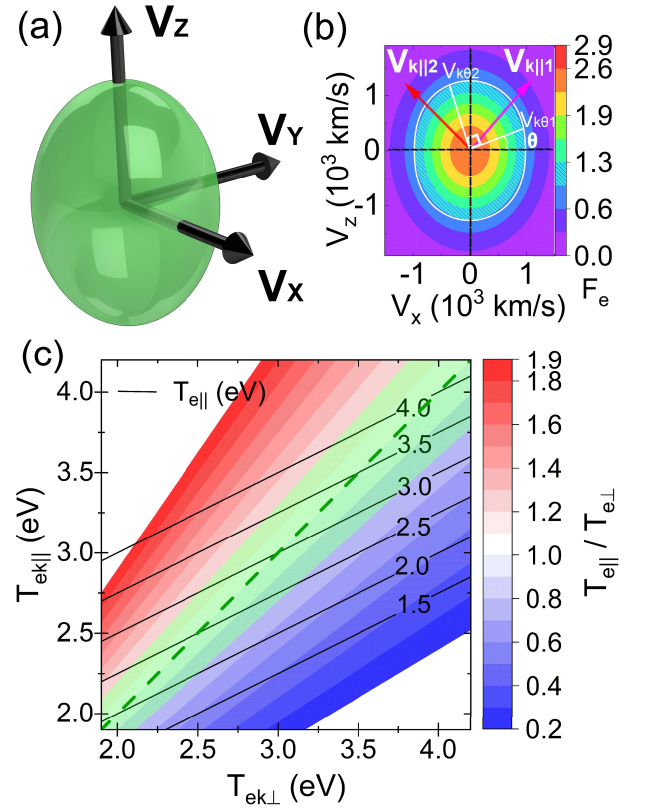 (a)
V_Z
V_Y
V_X
(b)
V_k||2
V_kθ2
V_k||1
V_kθ1
θ
1
0
-1
V_z (10^3 km/s)
-1 0 1
V_x (10^3 km/s)
2.9
2.6
1.9
1.3
0.6
0.0
F_e
(c)
T_e|| (eV)
4.0
3.5
3.0
2.5
2.0
1.5
4.0
3.5
3.0
2.5
2.0
T_ek|| (eV)
2.0 2.5 3.0 3.5 4.0
T_ek⊥ (eV)
1.9
1.8
1.6
1.4
1.2
1.0
0.8
0.6
0.4
0.2
T_e|| / T_e⊥